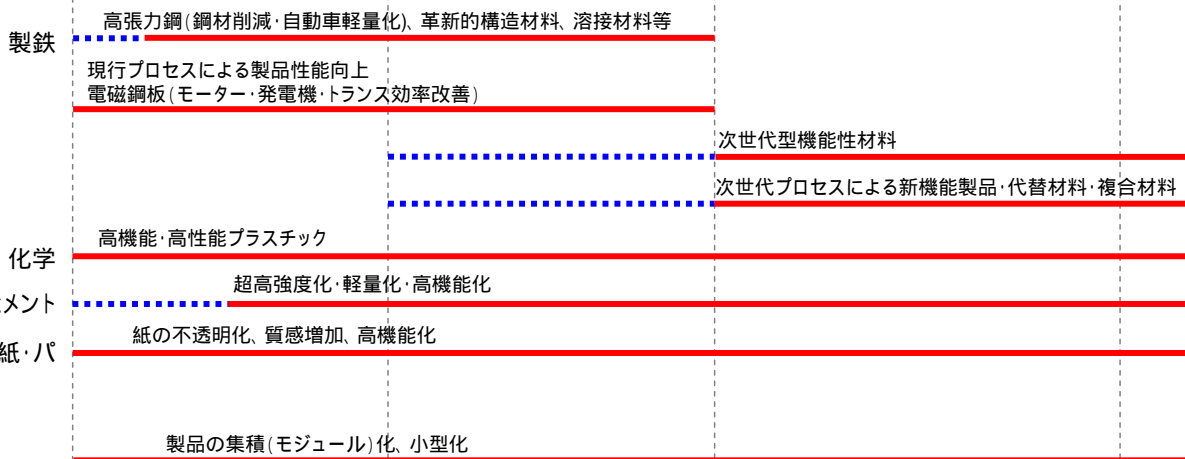 高張力鋼(鋼材削減・自動車軽量化)、革新的構造材料、溶接材料等
製鉄
現行プロセスによる製品性能向上
電磁鋼板(モーター・発電機・トランス効率改善)
次世代型機能性材料
次世代プロセスによる新機能製品・代替材料・複合材料
高機能・高性能プラスチック
化学
超高強度化・軽量化・高機能化
メント
紙の不透明化、質感増加、高機能化
紙・パ
製品の集積(モジュール)化、小型化